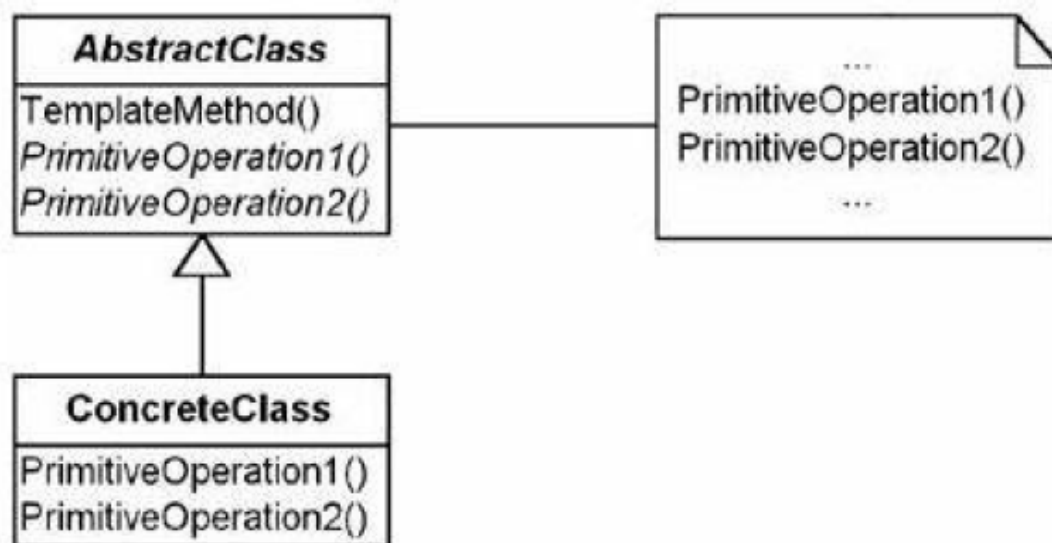 AbstractClass
TemplateMethod()
PrimitiveOperation1()
PrimitiveOperation2()
...
PrimitiveOperation1()
PrimitiveOperation2()
...
ConcreteClass
PrimitiveOperation1()
PrimitiveOperation2()